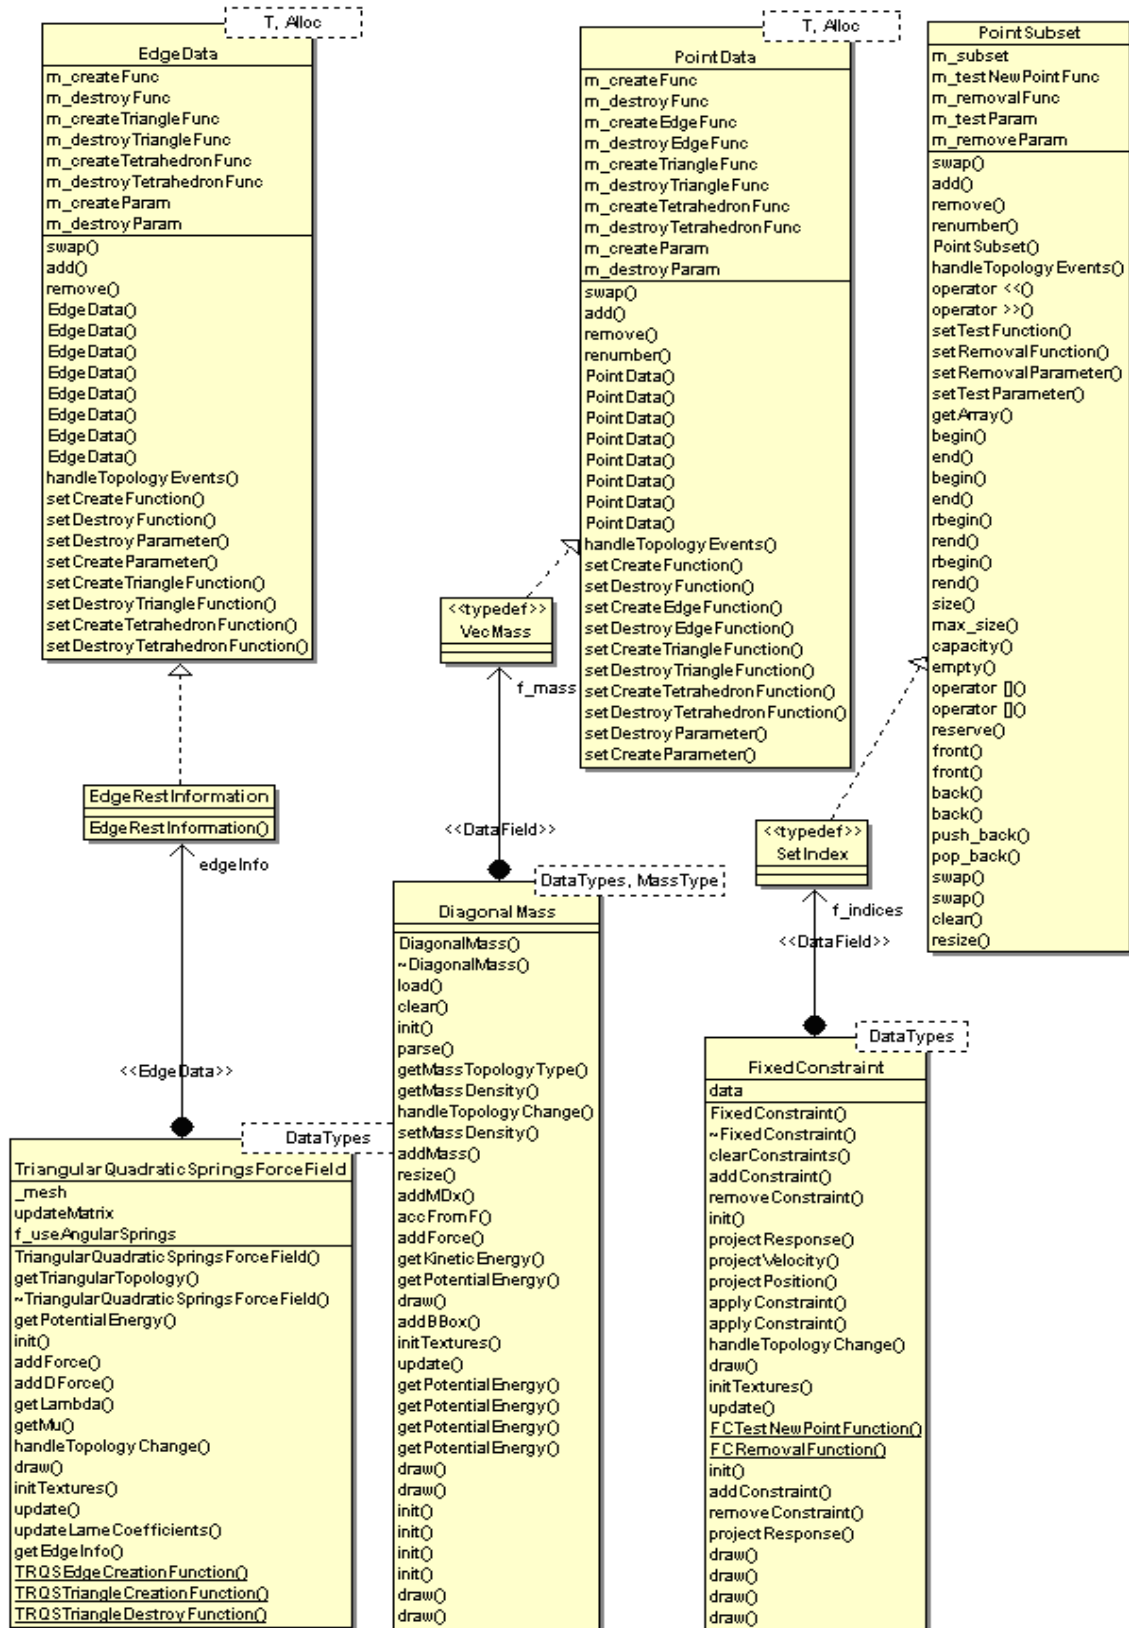 T, Alloc
EdgeData
m_createFunc
m_destroyFunc
m_createTriangleFunc
m_destroyTriangleFunc
m_createTetrahedronFunc
m_destroyTetrahedronFunc
m_createParam
m_destroyParam
swap()
add()
remove()
EdgeData()
EdgeData()
EdgeData()
EdgeData()
EdgeData()
EdgeData()
EdgeData()
EdgeData()
handleTopologyEvents()
setCreateFunction()
setDestroyFunction()
setDestroyParameter()
setCreateParameter()
setCreateTriangleFunction()
setDestroyTriangleFunction()
setCreateTetrahedronFunction()
setDestroyTetrahedronFunction()
EdgeRestInformation
EdgeRestInformation()
edgeInfo
<<EdgeData>>
DataTypes
TriangularQuadraticSpringsForceField
_mesh
updateMatrix
f_useAngularSprings
TriangularQuadraticSpringsForceField()
getTriangularTopology()
~TriangularQuadraticSpringsForceField()
getPotentialEnergy()
init()
addForce()
addDForce()
getLambda()
getMu()
handleTopologyChange()
draw()
initTextures()
update()
updateLameCoefficients()
getEdgeInfo()
TRQSEdgeCreationFunction()
TRQSTriangleCreationFunction()
TRQSTriangleDestroyFunction()
T, Alloc
PointData
m_createFunc
m_destroyFunc
m_createEdgeFunc
m_destroyEdgeFunc
m_createTriangleFunc
m_destroyTriangleFunc
m_createTetrahedronFunc
m_destroyTetrahedronFunc
m_createParam
m_destroyParam
swap()
add()
remove()
renumber()
PointData()
PointData()
PointData()
PointData()
PointData()
PointData()
PointData()
PointData()
handleTopologyEvents()
setCreateFunction()
setDestroyFunction()
setCreateEdgeFunction()
setDestroyEdgeFunction()
setCreateTriangleFunction()
setDestroyTriangleFunction()
setCreateTetrahedronFunction()
setDestroyTetrahedronFunction()
setDestroyParameter()
setCreateParameter()
<<typedef>>
VecMass
f_mass
<<DataField>>
DataTypes, MassType
DiagonalMass
DiagonalMass()
~DiagonalMass()
load()
clear()
init()
parse()
getMassTopologyType()
getMassDensity()
handleTopologyChange()
setMassDensity()
addMass()
resize()
addMDx()
accFromF()
addForce()
getKineticEnergy()
getPotentialEnergy()
draw()
addBBox()
initTextures()
update()
getPotentialEnergy()
getPotentialEnergy()
getPotentialEnergy()
getPotentialEnergy()
draw()
draw()
init()
init()
init()
init()
draw()
draw()
PointSubset
m_subset
m_testNewPointFunc
m_removalFunc
m_testParam
m_removeParam
swap()
add()
remove()
renumber()
PointSubset()
handleTopologyEvents()
operator <<()
operator >>()
setTestFunction()
setRemovalFunction()
setRemovalParameter()
setTestParameter()
getArray()
begin()
end()
begin()
end()
rbegin()
rend()
rbegin()
rend()
size()
max_size()
capacity()
empty()
operator []()
operator []()
reserve()
front()
front()
back()
back()
push_back()
pop_back()
swap()
swap()
clear()
resize()
<<typedef>>
SetIndex
f_indices
<<DataField>>
DataTypes
FixedConstraint
data
FixedConstraint()
~FixedConstraint()
clearConstraints()
addConstraint()
removeConstraint()
init()
projectResponse()
projectVelocity()
projectPosition()
applyConstraint()
applyConstraint()
handleTopologyChange()
draw()
initTextures()
update()
FCTestNewPointFunction()
FCRemovalFunction()
init()
addConstraint()
removeConstraint()
projectResponse()
draw()
draw()
draw()
draw()